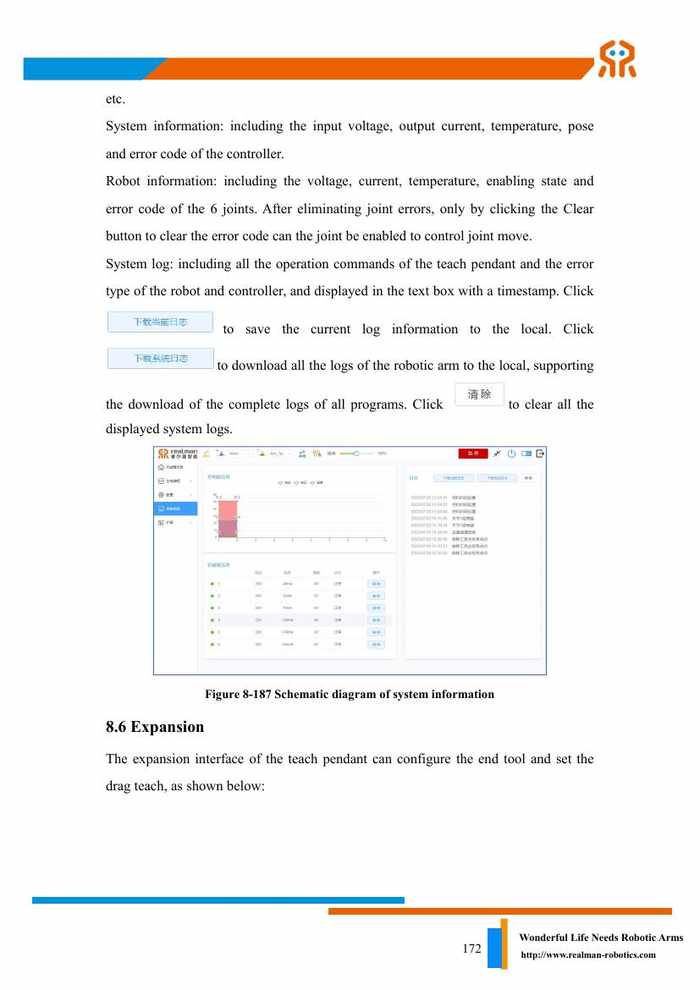 etc.
System information: including the input voltage, output current, temperature, pose
and error code of the controller.
Robot information: including the voltage, current, temperature, enabling state and
error code of the 6 joints. After eliminating joint errors, only by clicking the Clear
button to clear the error code can the joint be enabled to control joint move.
System log: including all the operation commands of the teach pendant and the error
type of the robot and controller, and displayed in the text box with a timestamp. Click
下载当前日志 to save the current log information to the local. Click
下载系统日志 to download all the logs of the robotic arm to the local, supporting
the download of the complete logs of all programs. Click 清除 to clear all the
displayed system logs.
realman
Figure 8-187 Schematic diagram of system information
8.6 Expansion
The expansion interface of the teach pendant can configure the end tool and set the
drag teach, as shown below:
172
Wonderful Life Needs Robotic Arms
http://www.realman-robotics.com